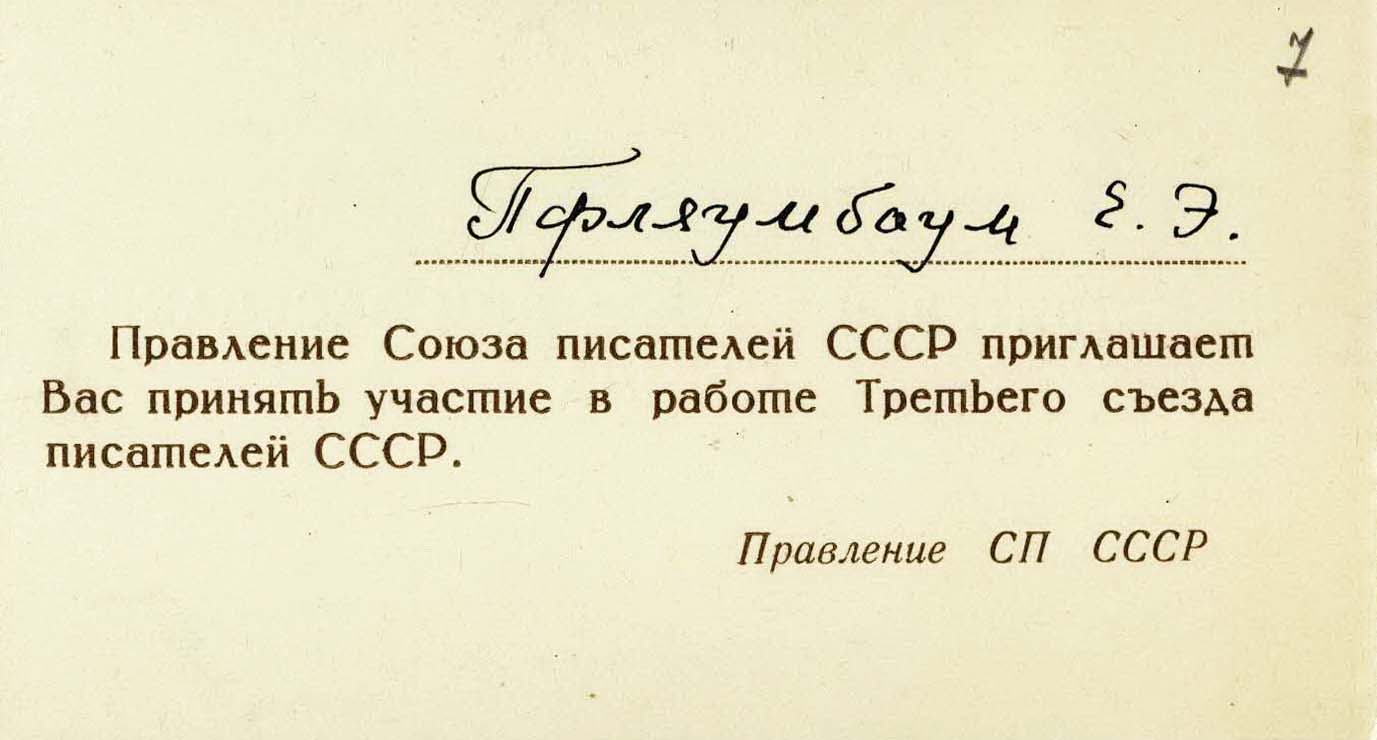 7
Пфляумбаум Е. Э.
Правление Союза писателей СССР приглашает
Вас принять участие в работе Третьего съезда
писателей СССР.
Правление СП СССР